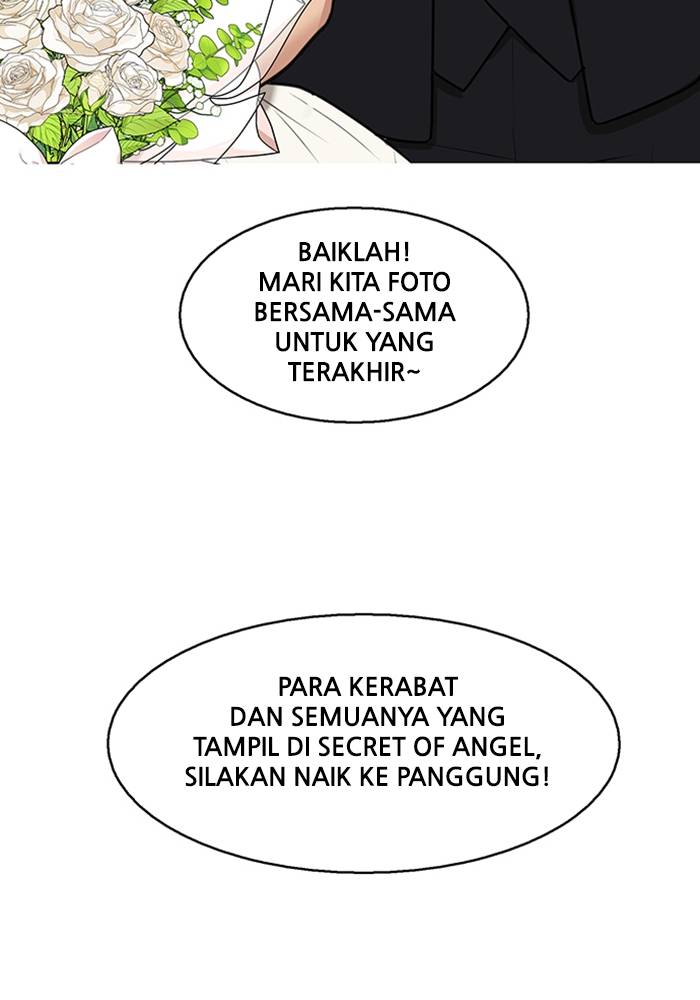 BAIKLAH!
MARI KITA FOTO
BERSAMA-SAMA
UNTUK YANG
TERAKHIR~
PARA KERABAT
DAN SEMUANYA YANG
TAMPIL DI SECRET OF ANGEL,
SILAKAN NAIK KE PANGGUNG!